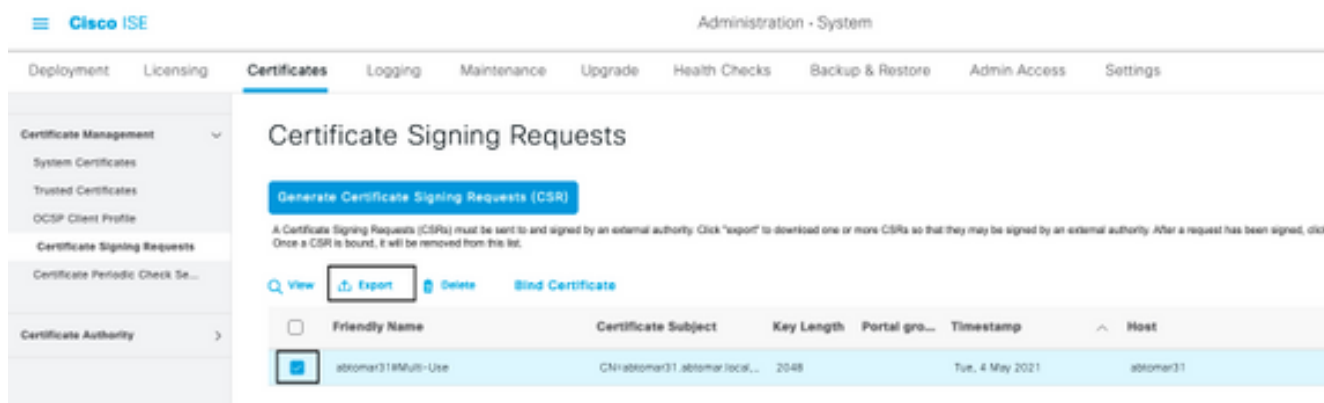 Cisco ISE
Administration · System
Deployment Licensing Certificates Logging Maintenance Upgrade Health Checks Backup & Restore Admin Access Settings
Certificate Management
System Certificates
Trusted Certificates
OCSP Client Profile
Certificate Signing Requests
Certificate Periodic Check Se...
Certificate Authority
Certificate Signing Requests
Generate Certificate Signing Requests (CSR)
A Certificate Signing Requests (CSRs) must be sent to and signed by an external authority. Click "export" to download one or more CSRs so that they may be signed by an external authority. After a request has been signed, clic
Once a CSR is bound, it will be removed from this list.
View Export Delete Bind Certificate
Friendly Name Certificate Subject Key Length Portal gro... Timestamp Host
abtomar31#Multi-Use CN=abtomar31.abtomar.local,... 2048 Tue, 4 May 2021 abtomar31